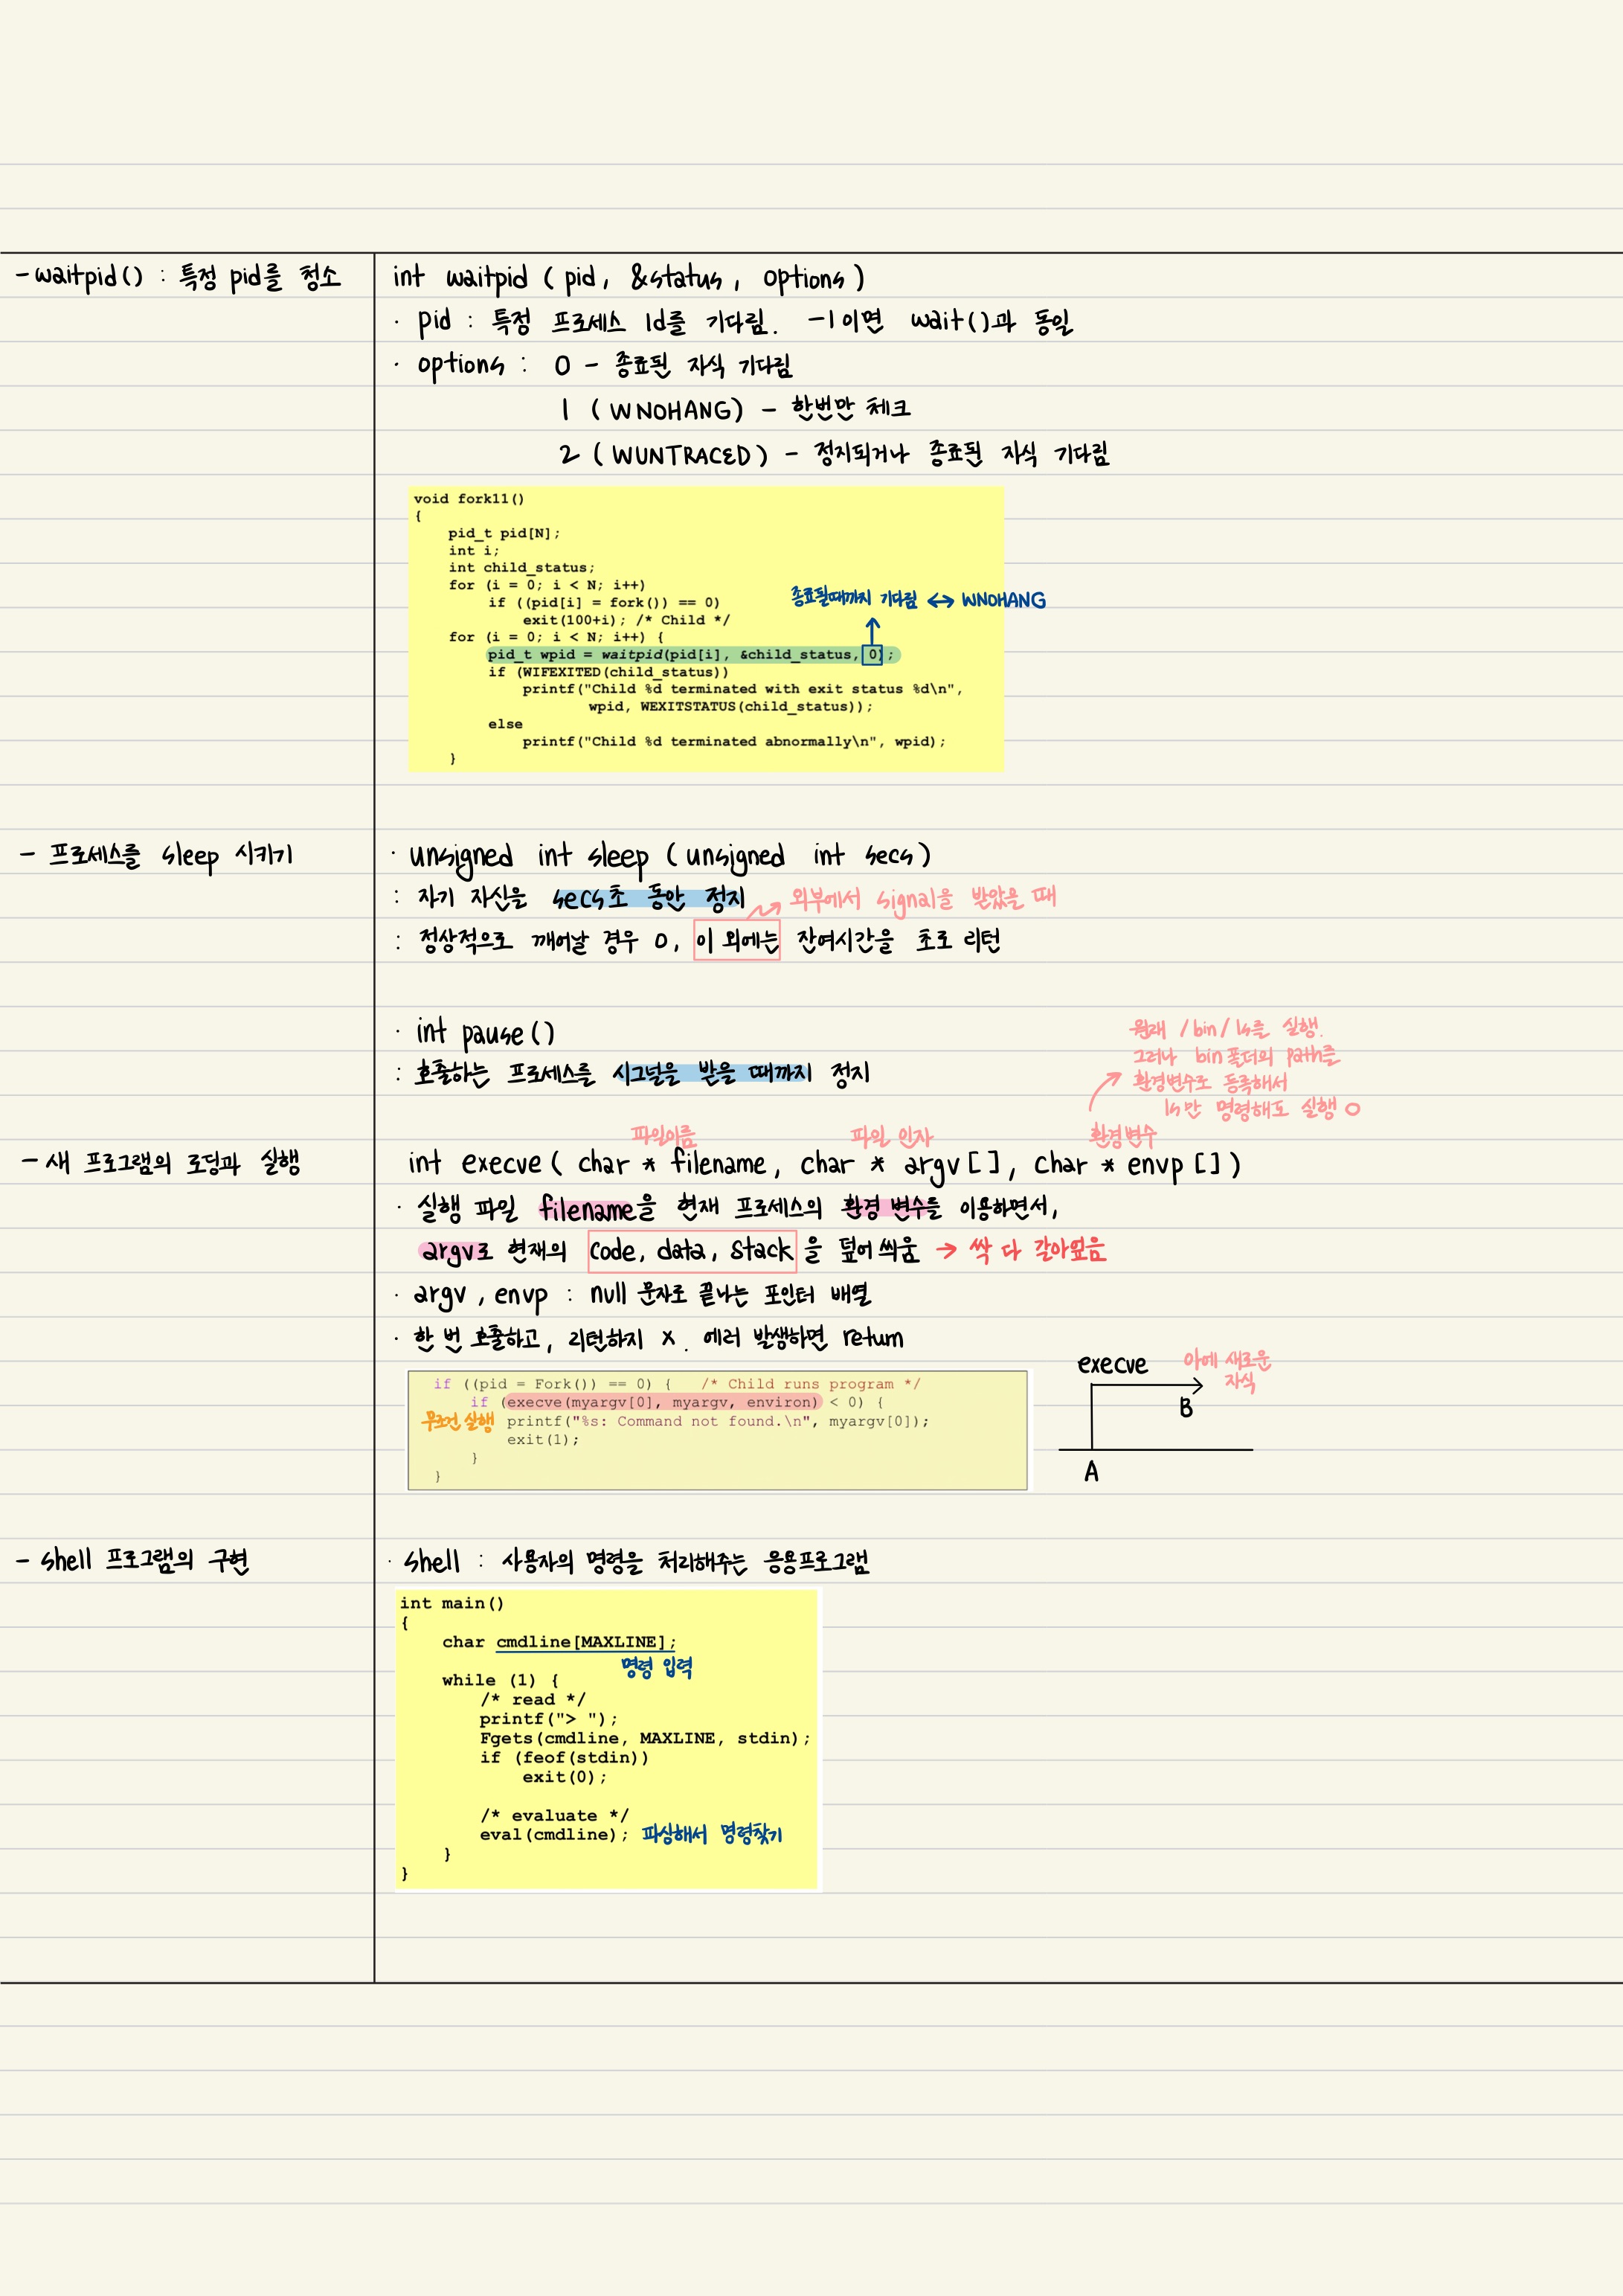 - waitpid() : 특정 pid를 청소
int waitpid ( pid, &status, options )
· pid : 특정 프로세스 Id를 기다림. -1이면 wait()과 동일
· options : 0 - 종료된 자식 기다림
1 ( WNOHANG ) - 한번만 체크
2 ( WUNTRACED ) - 정지되거나 종료된 자식 기다림
void fork11()
{
pid_t pid[N];
int i;
int child_status;
for (i = 0; i < N; i++)
종료될때까지 기다림 ↔ WNOHANG
if ((pid[i] = fork()) == 0)
exit(100+i); /* Child */
for (i = 0; i < N; i++) {
pid_t wpid = waitpid(pid[i], &child_status, 0);
if (WIFEXITED(child_status))
printf("Child %d terminated with exit status %d\n",
wpid, WEXITSTATUS(child_status));
else
printf("Child %d terminated abnormally\n", wpid);
}
- 프로세스를 sleep 시키기
· unsigned int sleep ( unsigned int secs )
: 자기 자신을 secs초 동안 정지
외부에서 signal을 받았을 때
: 정상적으로 깨어날 경우 0, 이 외에는 잔여시간을 초로 리턴
· int pause()
: 호출하는 프로세스를 시그널을 받을 때까지 정지
원래 /bin/ls를 실행.
그러나 bin 폴더의 path를
환경변수로 등록해서
ls만 명령해도 실행 O
파일이름 파일 인자 환경변수
- 새 프로그램의 로딩과 실행
int execve ( char * filename, char * argv [ ], char * envp [ ] )
· 실행 파일 filename을 현재 프로세스의 환경 변수를 이용하면서,
argv로 현재의 code, data, stack 을 덮어 씌움 → 싹 다 갈아엎음
· argv , envp : null 문자로 끝나는 포인터 배열
· 한 번 호출하고, 리턴하지 X. 에러 발생하면 return
if ((pid = Fork()) == 0) { /* Child runs program */
if (execve(myargv[0], myargv, environ) < 0) {
무조건 실행 printf("%s: Command not found.\n", myargv[0]);
exit(1);
}
}
execve 아예 새로운
자식
B
A
- shell 프로그램의 구현
· shell : 사용자의 명령을 처리해주는 응용프로그램
int main()
{
char cmdline[MAXLINE];
명령 입력
while (1) {
/* read */
printf("> ");
Fgets(cmdline, MAXLINE, stdin);
if (feof(stdin))
exit(0);
/* evaluate */
eval(cmdline); 파싱해서 명령찾기
}
}